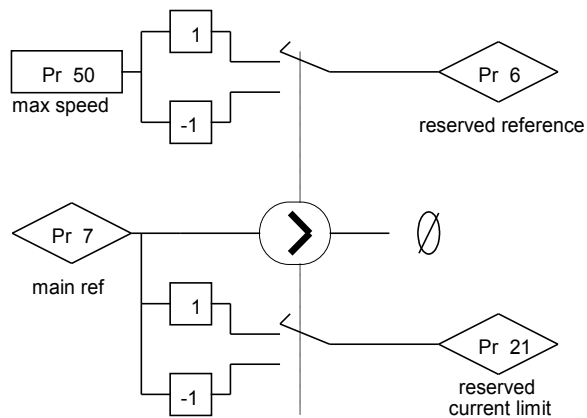 1
Pr 50
Pr 6
max speed
-1
reserved reference
Pr 7
> 0
main ref
1
Pr 21
-1
reserved
current limit